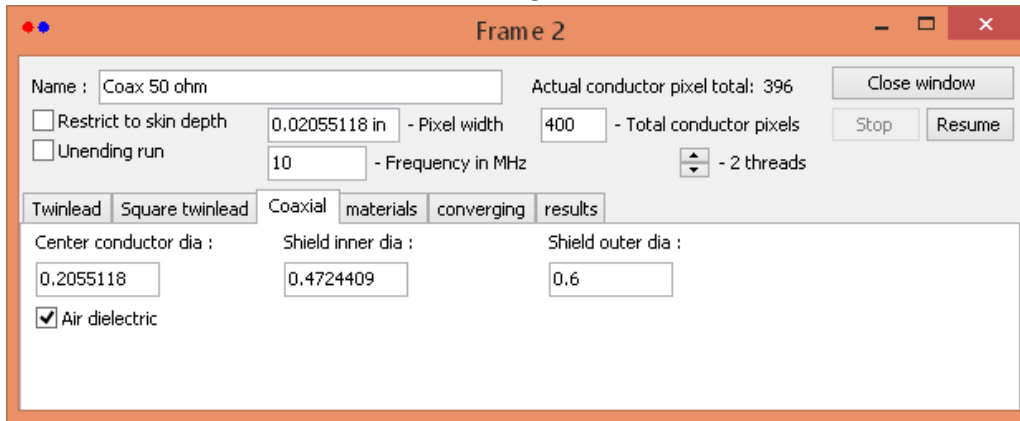 Frame 2
Name : Coax 50 ohm Actual conductor pixel total: 396 Close window
Restrict to skin depth 0.02055118 in - Pixel width 400 - Total conductor pixels Stop Resume
Unending run 10 - Frequency in MHz - 2 threads
Twinlead Square twinlead Coaxial materials converging results
Center conductor dia : Shield inner dia : Shield outer dia :
0.2055118 0.4724409 0.6
Air dielectric